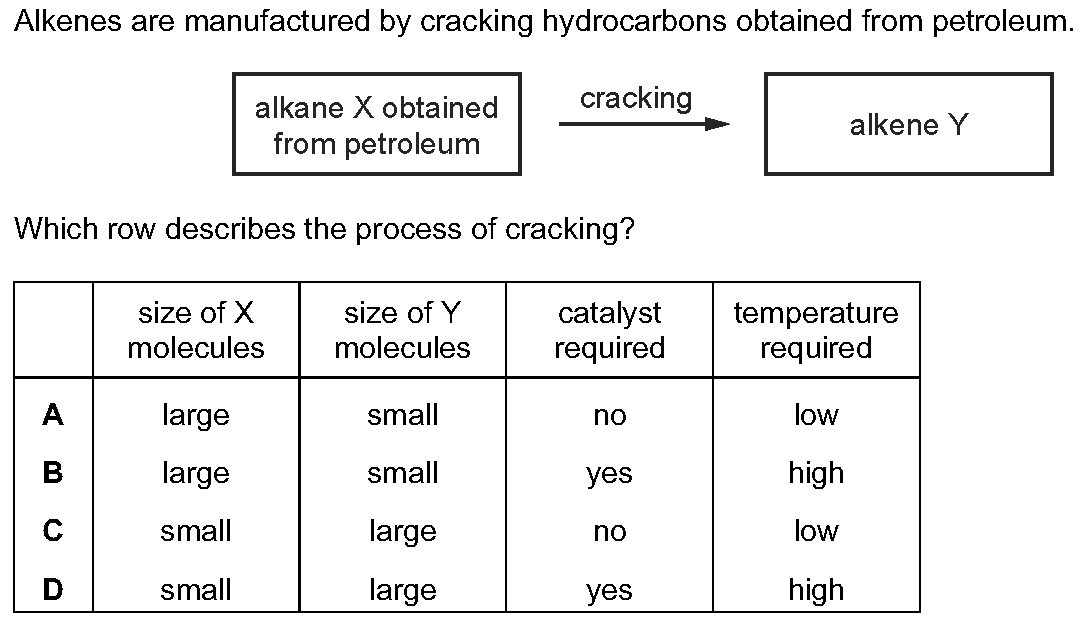 Alkenes are manufactured by cracking hydrocarbons obtained from petroleum.
alkane X obtained
from petroleum
cracking
alkene Y
Which row describes the process of cracking?
size of X
molecules
size of Y
molecules
catalyst
required
temperature
required
A large small no low
B large small yes high
C small large no low
D small large yes high